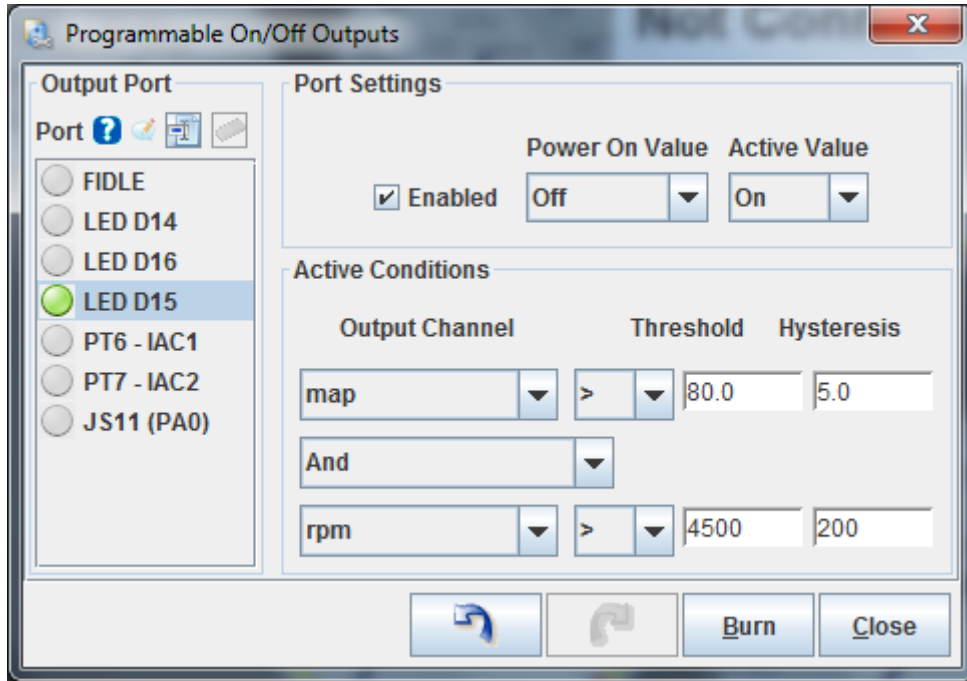 Programmable On/Off Outputs
Not Conn
Output Port
Port
FIDLE
LED D14
LED D16
LED D15
PT6 - IAC1
PT7 - IAC2
JS11 (PA0)
Port Settings
Power On Value Active Value
Enabled Off On
Active Conditions
Output Channel Threshold Hysteresis
map > 80.0 5.0
And
rpm > 4500 200
Burn Close